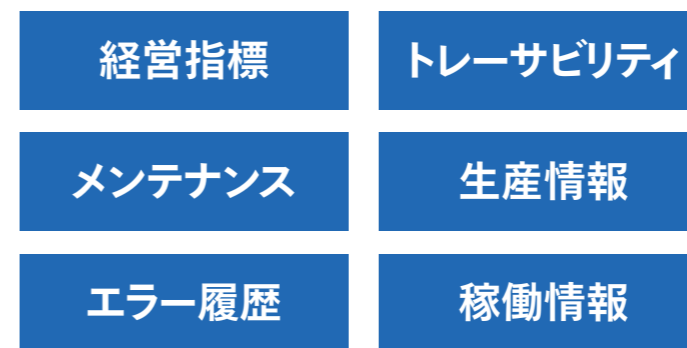 経営指標
トレーサビリティ
メンテナンス
生産情報
エラー履歴
稼働情報